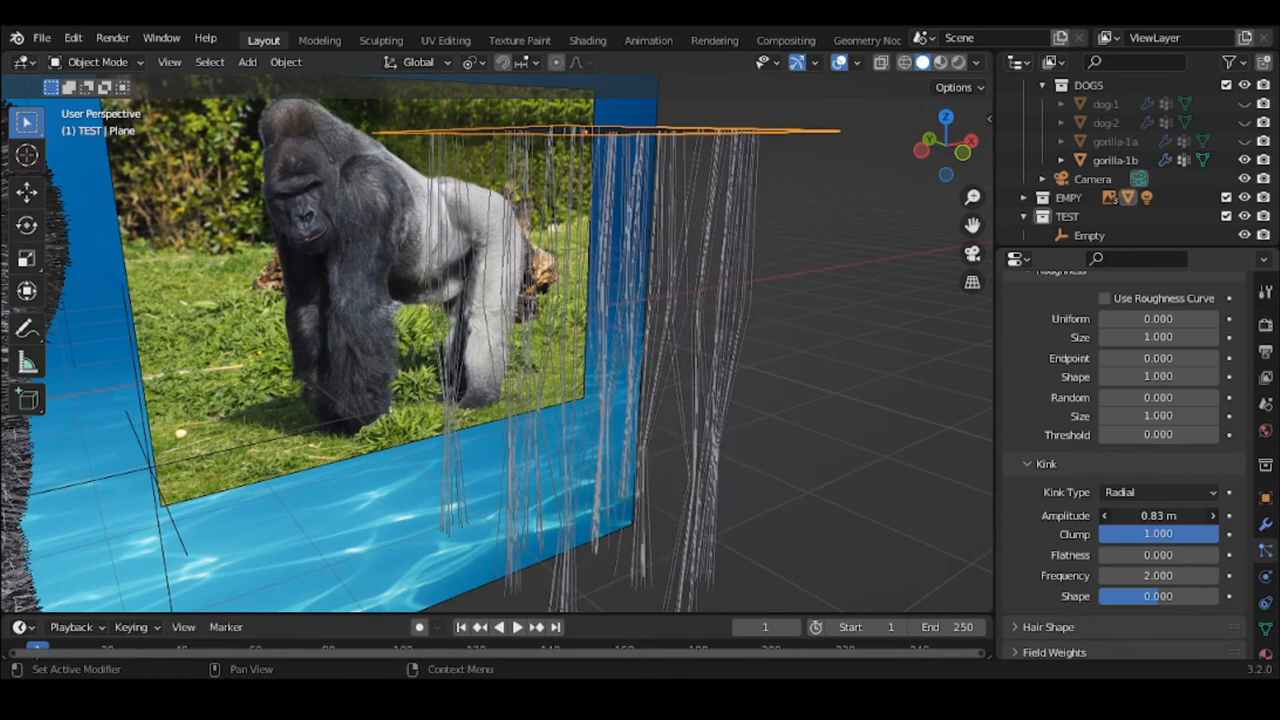 File Edit Render Window Help Layout Modeling Sculpting UV Editing Texture Paint Shading Animation Rendering Compositing Geometry Noc Scene ViewLayer
Object Mode View Select Add Object Global
Options
User Perspective
(1) TEST | Plane
Z
Y
X
DOGS
dog-1
dog-2
gorilla-1a
gorilla-1b
Camera
EMPY
TEST
Empty
Roughness
Use Roughness Curve
Uniform 0.000
Size 1.000
Endpoint 0.000
Shape 1.000
Random 0.000
Size 1.000
Threshold 0.000
Kink
Kink Type Radial
Amplitude 0.83 m
Clump 1.000
Flatness 0.000
Frequency 2.000
Shape 0.000
Hair Shape
Field Weights
Playback Keying View Marker 1 Start 1 End 250
Set Active Modifier Pan View Context Menu 3.2.0